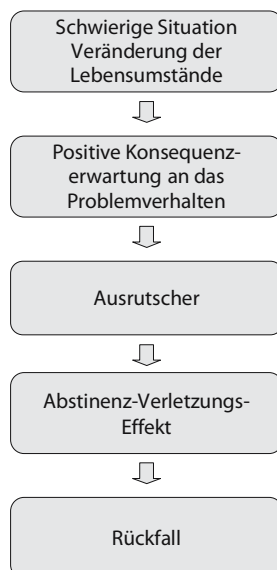 Schwierige Situation
Veränderung der
Lebensumstände
Positive Konsequenz-
erwartung an das
Problemverhalten
Ausrutscher
Abstinenz-Verletzungs-
Effekt
Rückfall